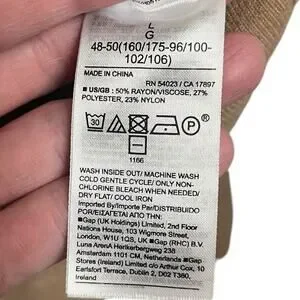 L
G
48-50(160/175-96/100-
102/106)
MADE IN CHINA
RN 54023 / CA 17897
■ US/GB: 50% RAYON/VISCOSE, 27%
POLYESTER, 23% NYLON
30
P
1166
WASH INSIDE OUT/ MACHINE WASH
COLD GENTLE CYCLE/ ONLY NON-
CHLORINE BLEACH WHEN NEEDED/
DRY FLAT/ COOL IRON
Imported By/Importe Par/DISTRIBUIDO
POR/ΕΙΣΑΓΕΤΑΙ ΑΠΟ ΤΗΝ:
■ Gap (UK Holdings) Limited, 2nd Floor
Nations House, 103 Wigmore Street,
London, W1U 1QS, UK ■ Gap (RHC) B.V.
Luna ArenA Herikerbergweg 238
Amsterdam 1101 CM, Netherlands ■ Gap
Stores (Ireland) Limited c/o Arthur Cox, 10
Earlsfort Terrace, Dublin 2, D02 T380,
Ireland